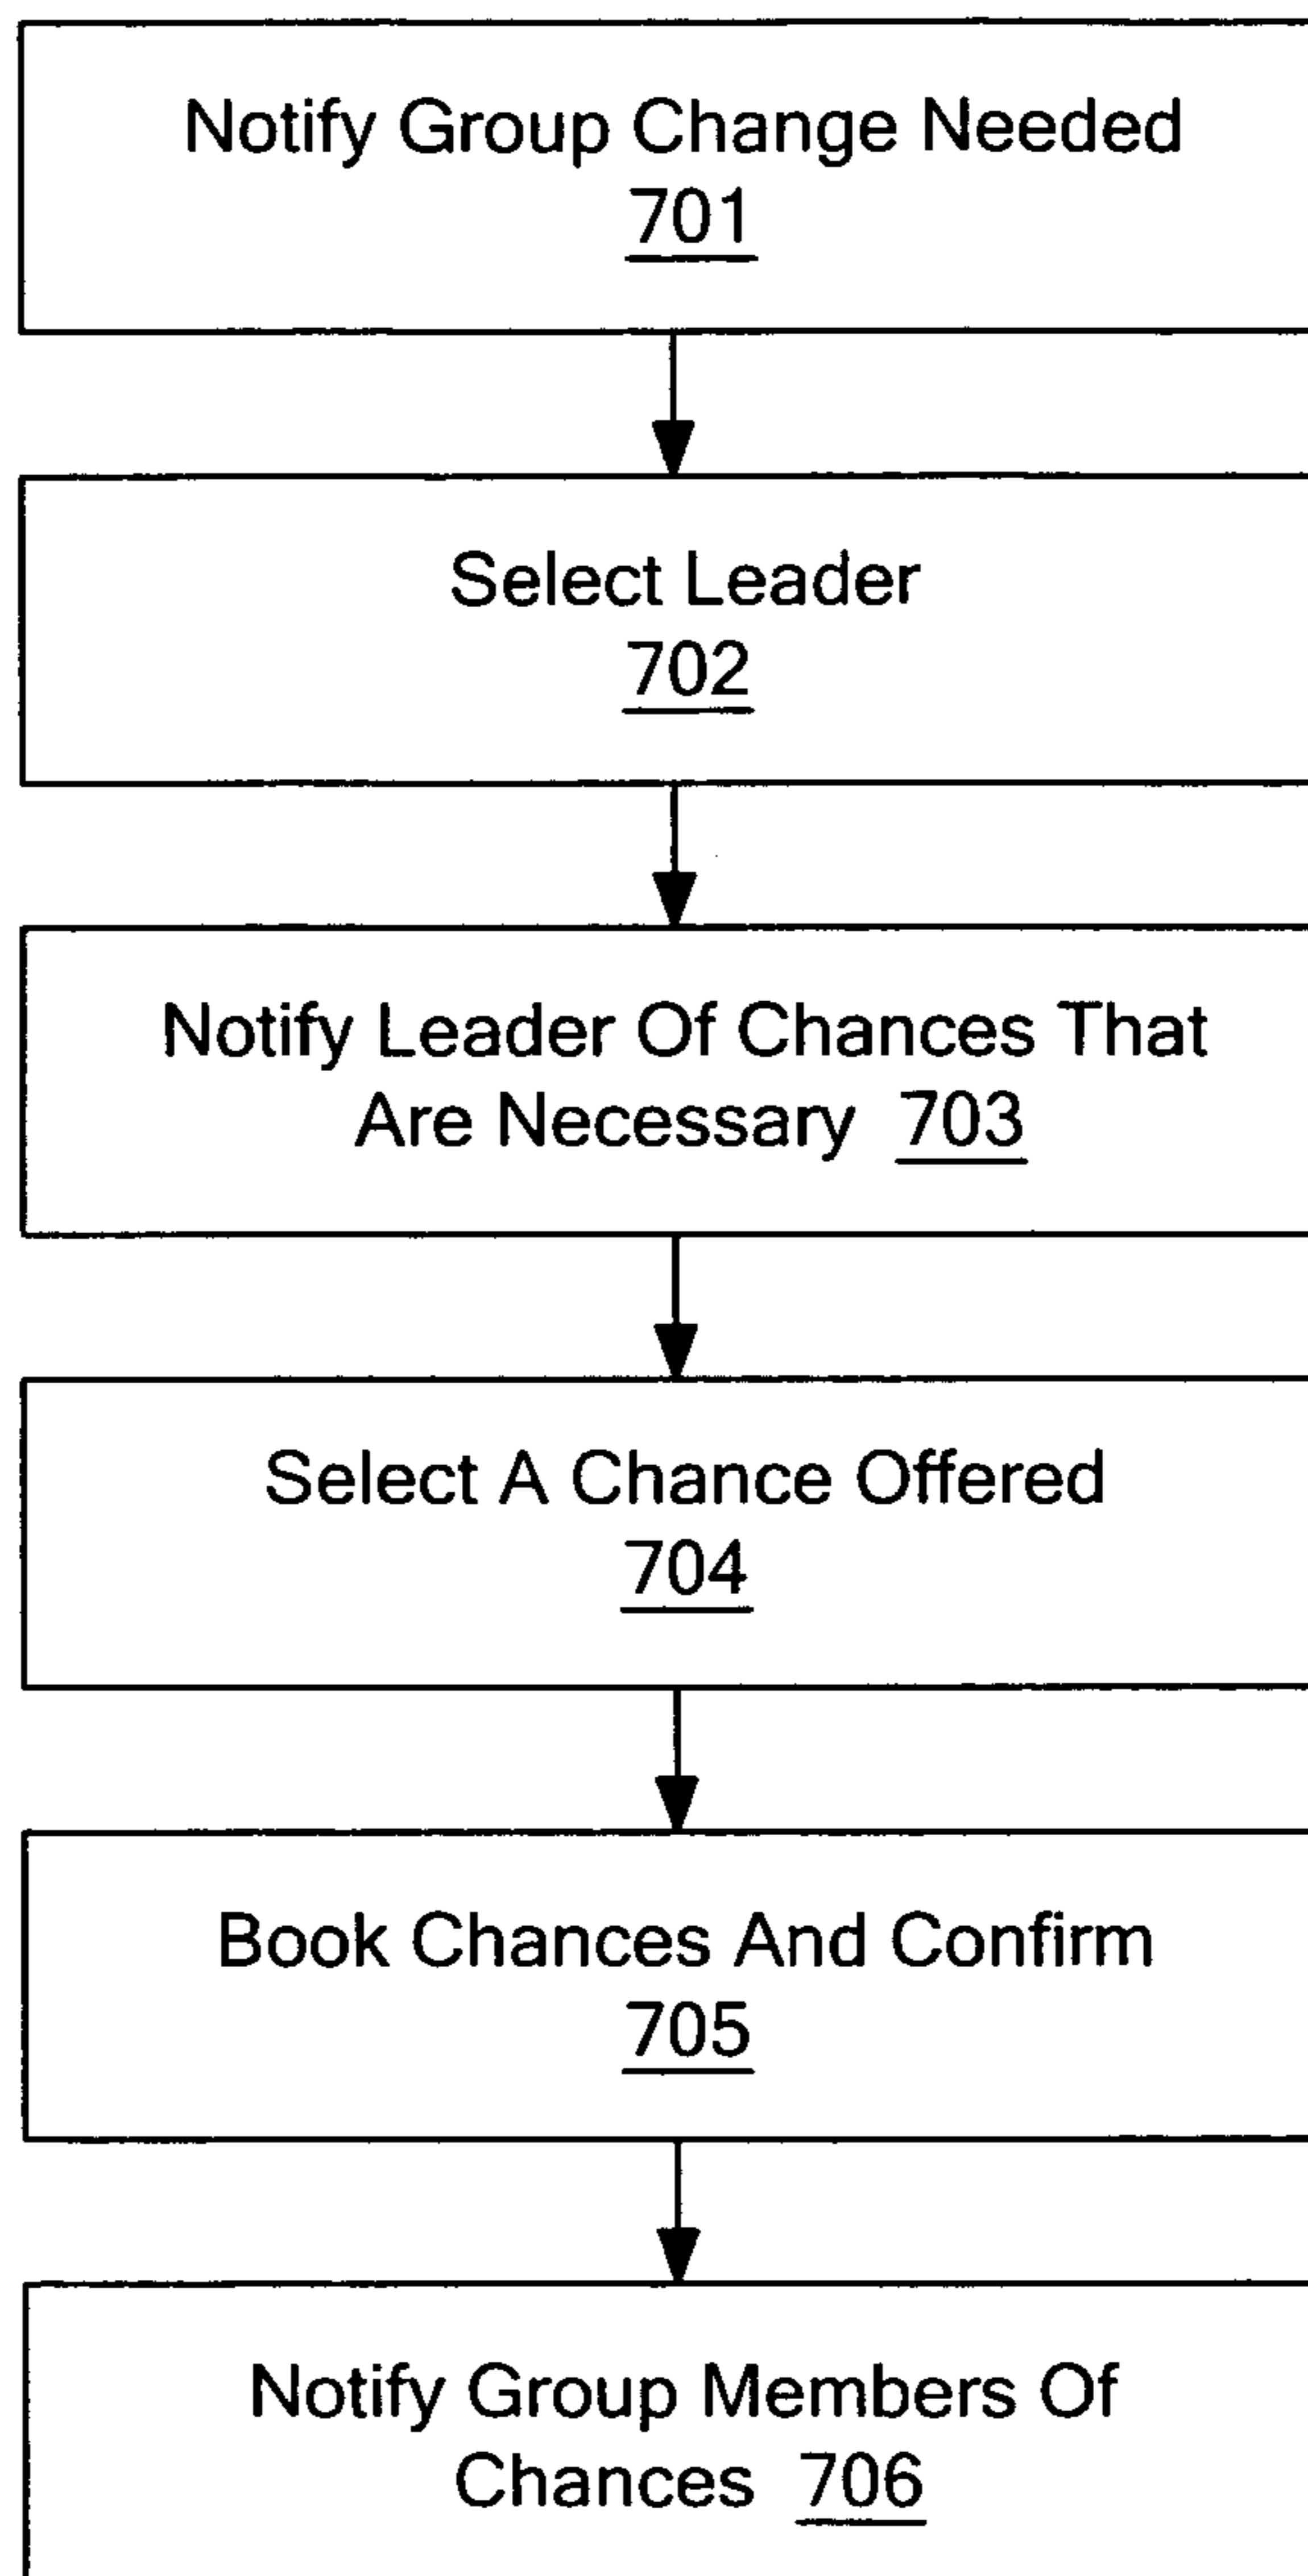 Notify Group Change Needed
701
Select Leader
702
Notify Leader Of Chances That
Are Necessary 703
Select A Chance Offered
704
Book Chances And Confirm
705
Notify Group Members Of
Chances 706